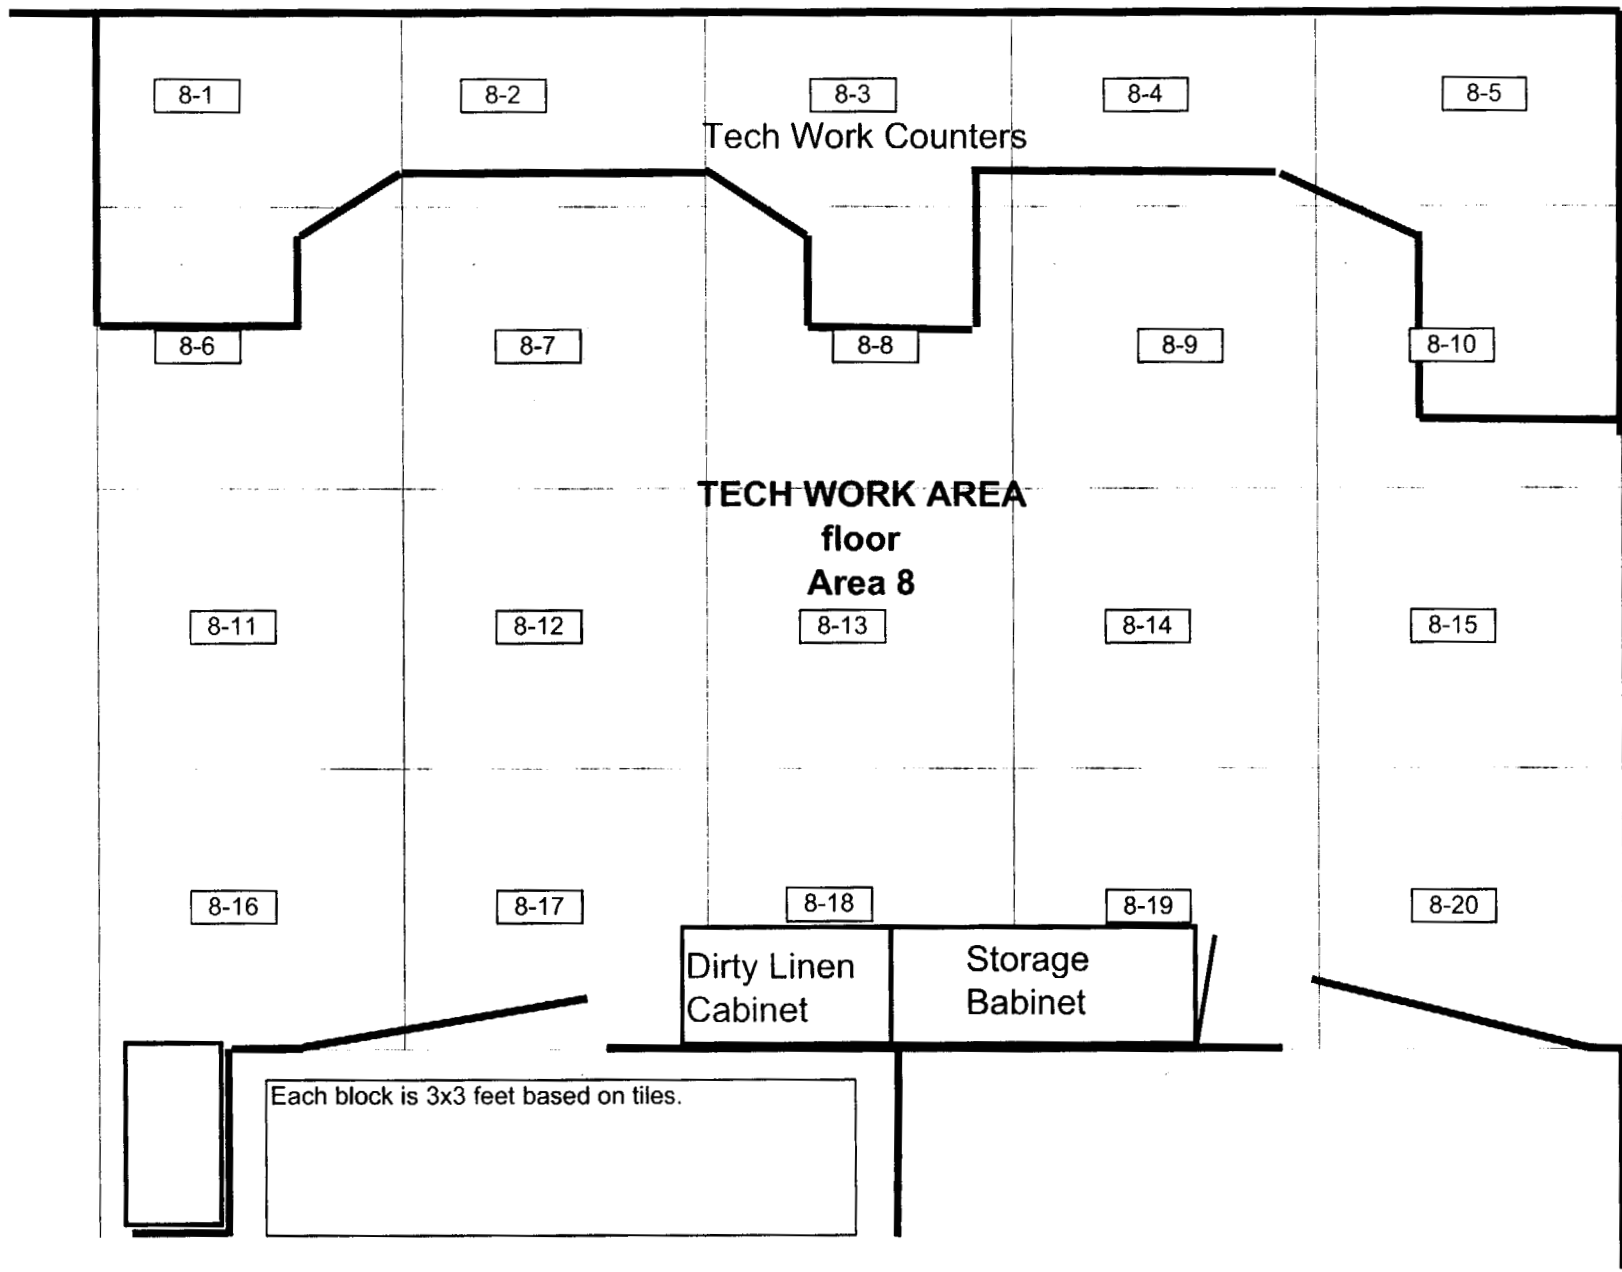 8-1
8-2
8-3
8-4
8-5
Tech Work Counters
8-6
8-7
8-8
8-9
8-10
TECH WORK AREA
floor
Area 8
8-11
8-12
8-13
8-14
8-15
8-16
8-17
8-18
8-19
8-20
Dirty Linen
Cabinet
Storage
Babinet
Each block is 3x3 feet based on tiles.